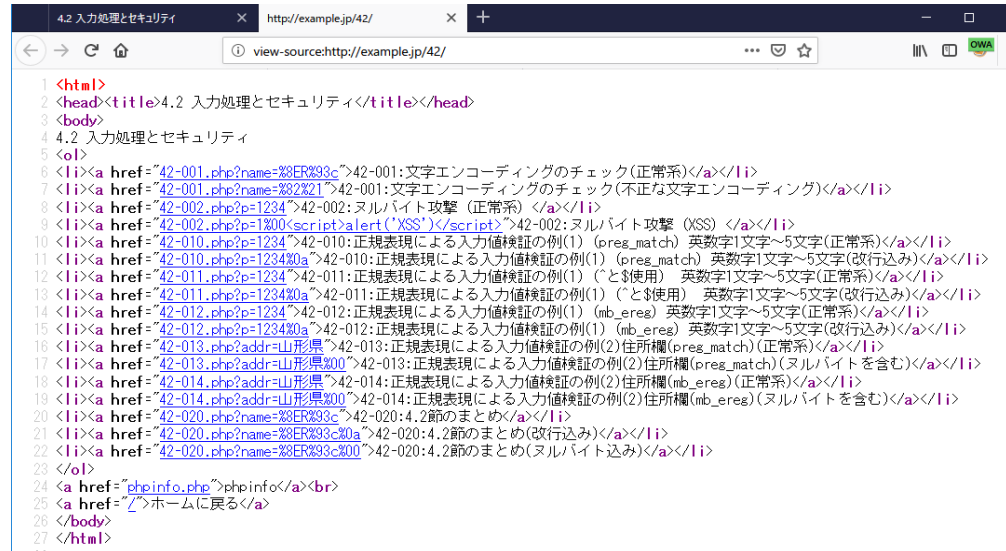 4.2 入力処理とセキュリティ × http://example.jp/42/ × +
view-source:http://example.jp/42/ OWA
1 <html>
2 <head><title>4.2 入力処理とセキュリティ</title></head>
3 <body>
4 4.2 入力処理とセキュリティ
5 <ol>
6 <li><a href="42-001.php?name=%8ER%93c">42-001:文字エンコーディングのチェック(正常系)</a></li>
7 <li><a href="42-001.php?name=%82%21">42-001:文字エンコーディングのチェック(不正な文字エンコーディング)</a></li>
8 <li><a href="42-002.php?p=1234">42-002:ヌルバイト攻撃 (正常系) </a></li>
9 <li><a href="42-002.php?p=1%00<script>alert('XSS')</script>">42-002:ヌルバイト攻撃 (XSS) </a></li>
10 <li><a href="42-010.php?p=1234">42-010:正規表現による入力値検証の例(1) (preg_match) 英数字1文字～5文字(正常系)</a></li>
11 <li><a href="42-010.php?p=1234%0a">42-010:正規表現による入力値検証の例(1) (preg_match) 英数字1文字～5文字(改行込み)</a></li>
12 <li><a href="42-011.php?p=1234">42-011:正規表現による入力値検証の例(1) (^と$使用) 英数字1文字～5文字(正常系)</a></li>
13 <li><a href="42-011.php?p=1234%0a">42-011:正規表現による入力値検証の例(1) (^と$使用) 英数字1文字～5文字(改行込み)</a></li>
14 <li><a href="42-012.php?p=1234">42-012:正規表現による入力値検証の例(1) (mb_ereg) 英数字1文字～5文字(正常系)</a></li>
15 <li><a href="42-012.php?p=1234%0a">42-012:正規表現による入力値検証の例(1) (mb_ereg) 英数字1文字～5文字(改行込み)</a></li>
16 <li><a href="42-013.php?addr=山形県">42-013:正規表現による入力値検証の例(2)住所欄(preg_match)(正常系)</a></li>
17 <li><a href="42-013.php?addr=山形県%00">42-013:正規表現による入力値検証の例(2)住所欄(preg_match)(ヌルバイトを含む)</a></li>
18 <li><a href="42-014.php?addr=山形県">42-014:正規表現による入力値検証の例(2)住所欄(mb_ereg)(正常系)</a></li>
19 <li><a href="42-014.php?addr=山形県%00">42-014:正規表現による入力値検証の例(2)住所欄(mb_ereg)(ヌルバイトを含む)</a></li>
20 <li><a href="42-020.php?name=%8ER%93c">42-020:4.2節のまとめ</a></li>
21 <li><a href="42-020.php?name=%8ER%93c%0a">42-020:4.2節のまとめ(改行込み)</a></li>
22 <li><a href="42-020.php?name=%8ER%93c%00">42-020:4.2節のまとめ(ヌルバイト込み)</a></li>
23 </ol>
24 <a href="phpinfo.php">phpinfo</a><br>
25 <a href="/">ホームに戻る</a>
26 </body>
27 </html>